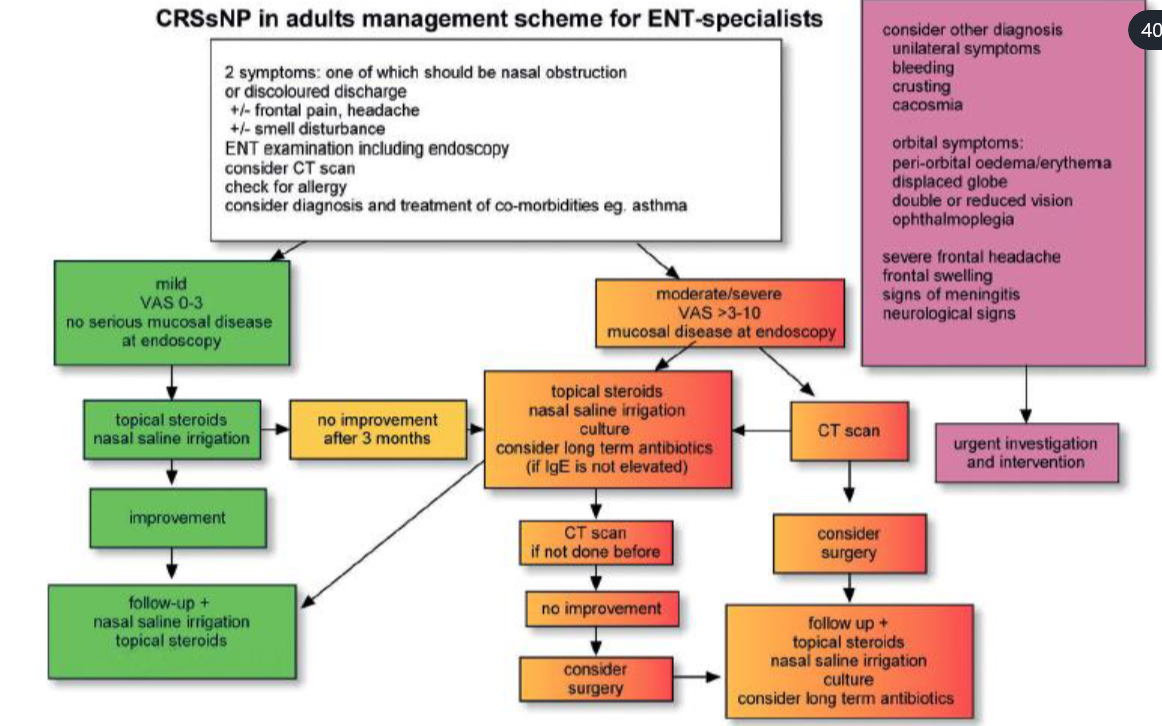 CRSsNP in adults management scheme for ENT-specialists
2 symptoms: one of which should be nasal obstruction
or discoloured discharge
+/- frontal pain, headache
+/- smell disturbance
ENT examination including endoscopy
consider CT scan
check for allergy
consider diagnosis and treatment of co-morbidities eg. asthma
consider other diagnosis
unilateral symptoms
bleeding
crusting
cacosmia
orbital symptoms:
peri-orbital oedema/erythema
displaced globe
double or reduced vision
ophthalmoplegia
severe frontal headache
frontal swelling
signs of meningitis
neurological signs
40
mild
VAS 0-3
no serious mucosal disease
at endoscopy
moderate/severe
VAS >3-10
mucosal disease at endoscopy
topical steroids
nasal saline irrigation
no improvement
after 3 months
topical steroids
nasal saline irrigation
culture
consider long term antibiotics
(if IgE is not elevated)
CT scan
urgent investigation
and intervention
improvement
CT scan
if not done before
consider
surgery
follow-up +
nasal saline irrigation
topical steroids
no improvement
consider
surgery
follow up +
topical steroids
nasal saline irrigation
culture
consider long term antibiotics